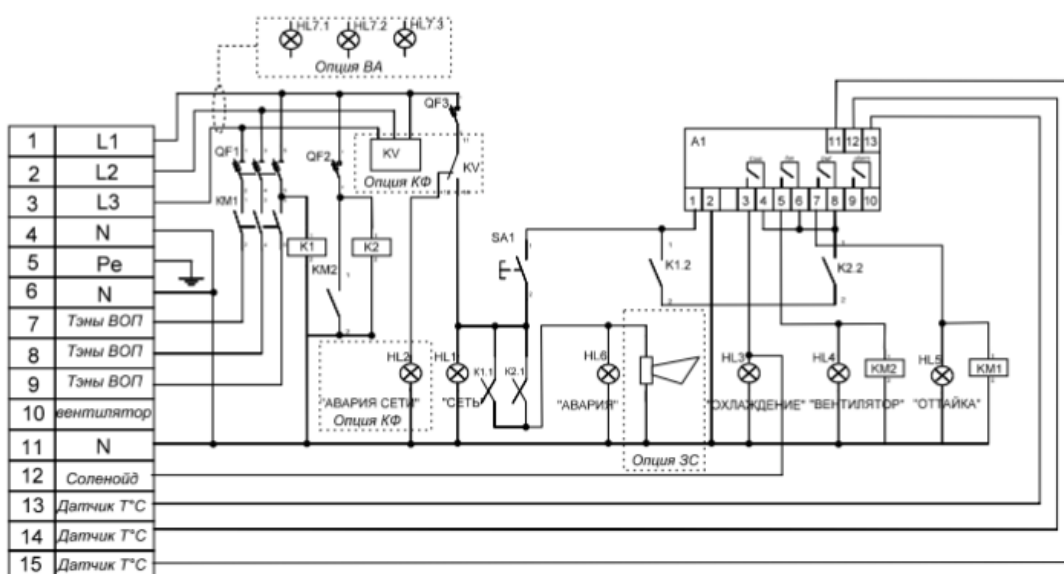 HL7.1 HL7.2 HL7.3
Опция ВА
QF3
11 12 13
A1
KV
KV
Опция КФ
QF1
QF2
KM1
1 2 3 4 5 6 7 8 9 10
K1
K2
KM2
SA1
K1.2
K2.2
HL2
HL1
K1.1
K2.1
HL6
HL3
HL4
KM2
HL5
KM1
"АВАРИЯ СЕТИ"
Опция КФ
"СЕТЬ"
"АВАРИЯ"
"ОХЛАЖДЕНИЕ"
"ВЕНТИЛЯТОР"
"ОТТАЙКА"
Опция ЗС
1 L1
2 L2
3 L3
4 N
5 Pe
6 N
7 Тэны ВОП
8 Тэны ВОП
9 Тэны ВОП
10 вентилятор
11 N
12 Соленойд
13 Датчик Т°С
14 Датчик Т°С
15 Датчик Т°С